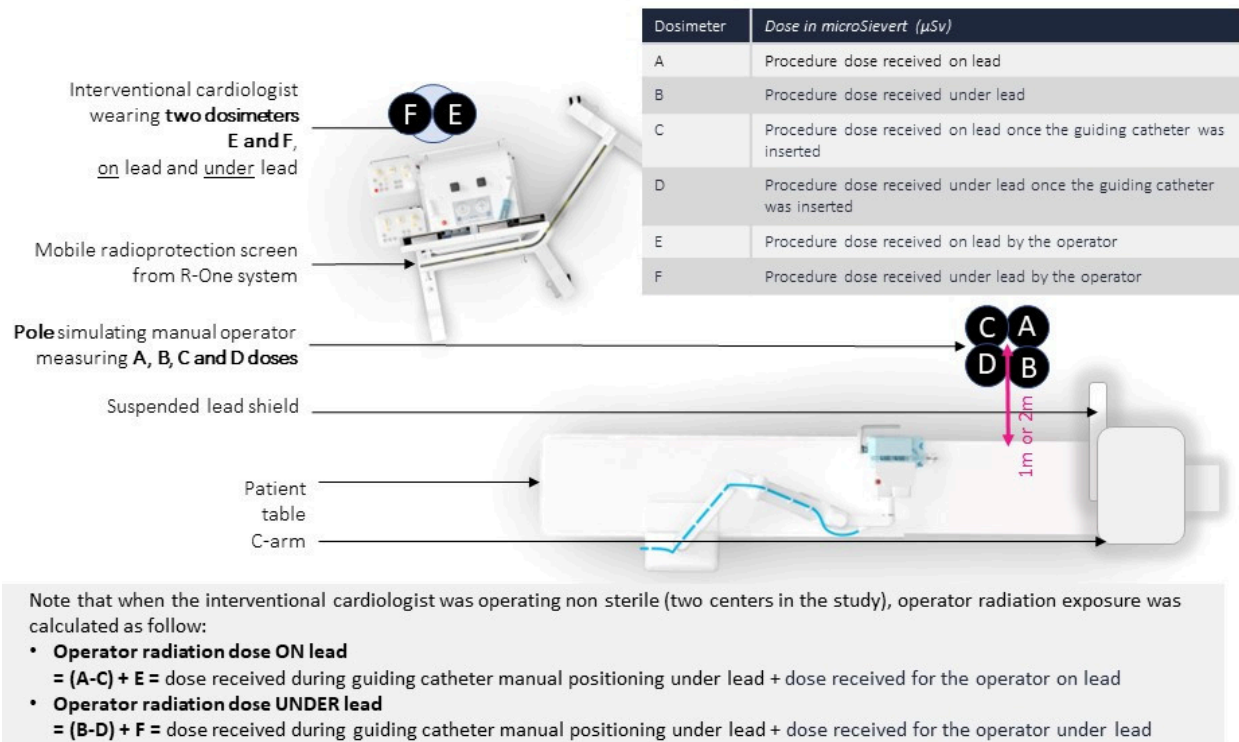 Dosimeter Dose in microSievert (µSv)
A Procedure dose received on lead
B Procedure dose received under lead
C Procedure dose received on lead once the guiding catheter was
inserted
D Procedure dose received under lead once the guiding catheter
was inserted
E Procedure dose received on lead by the operator
F Procedure dose received under lead by the operator
Interventional cardiologist
wearing two dosimeters
E and F,
on lead and under lead
F E
Mobile radioprotection screen
from R-One system
Pole simulating manual operator
measuring A, B, C and D doses
C A
D B
1m or 2m
Suspended lead shield
Patient
table
C-arm
Note that when the interventional cardiologist was operating non sterile (two centers in the study), operator radiation exposure was
calculated as follow:
• Operator radiation dose ON lead
= (A-C) + E = dose received during guiding catheter manual positioning under lead + dose received for the operator on lead
• Operator radiation dose UNDER lead
= (B-D) + F = dose received during guiding catheter manual positioning under lead + dose received for the operator under lead